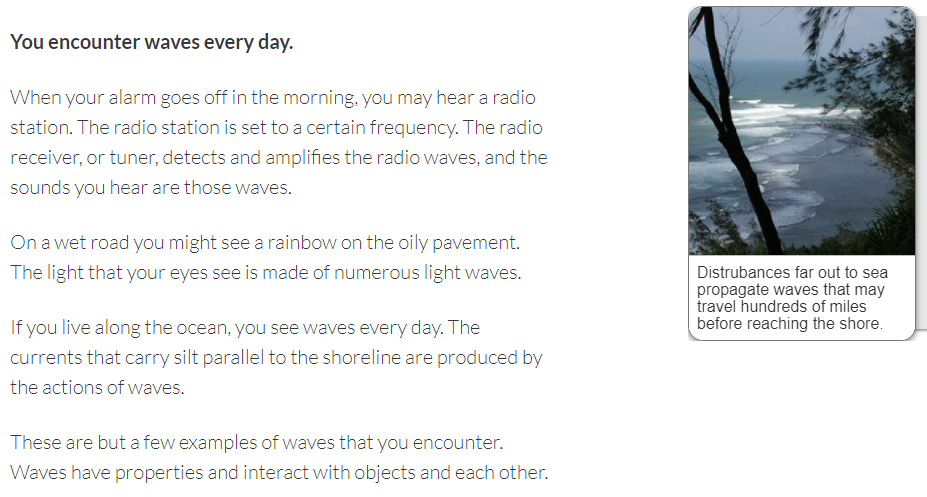 You encounter waves every day.
When your alarm goes off in the morning, you may hear a radio
station. The radio station is set to a certain frequency. The radio
receiver, or tuner, detects and amplifies the radio waves, and the
sounds you hear are those waves.
On a wet road you might see a rainbow on the oily pavement.
The light that your eyes see is made of numerous light waves.
If you live along the ocean, you see waves every day. The
currents that carry silt parallel to the shoreline are produced by
the actions of waves.
These are but a few examples of waves that you encounter.
Waves have properties and interact with objects and each other.
Distrubances far out to sea
propagate waves that may
travel hundreds of miles
before reaching the shore.